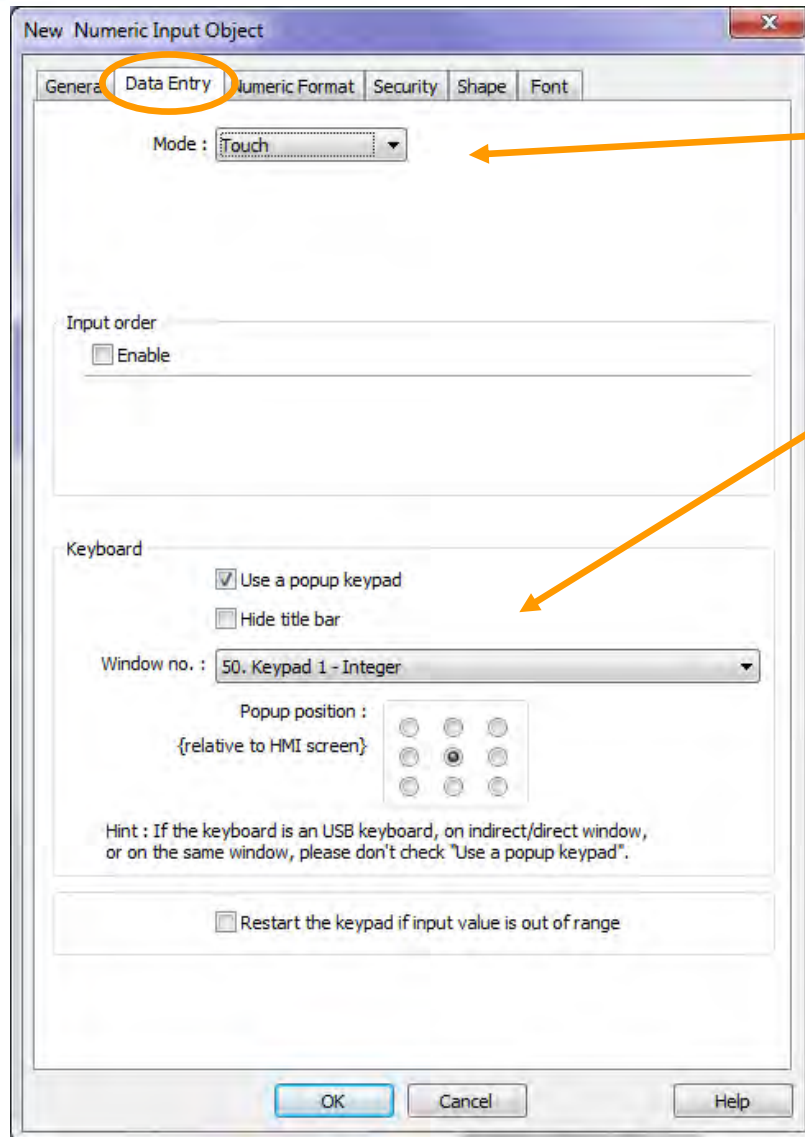 New Numeric Input Object
General Data Entry Numeric Format Security Shape Font
Mode : Touch
Input order
Enable
Keyboard
Use a popup keypad
Hide title bar
Window no. : 50. Keypad 1 - Integer
Popup position :
{relative to HMI screen}
Hint : If the keyboard is an USB keyboard, on indirect/direct window,
or on the same window, please don't check "Use a popup keypad".
Restart the keypad if input value is out of range
OK Cancel Help